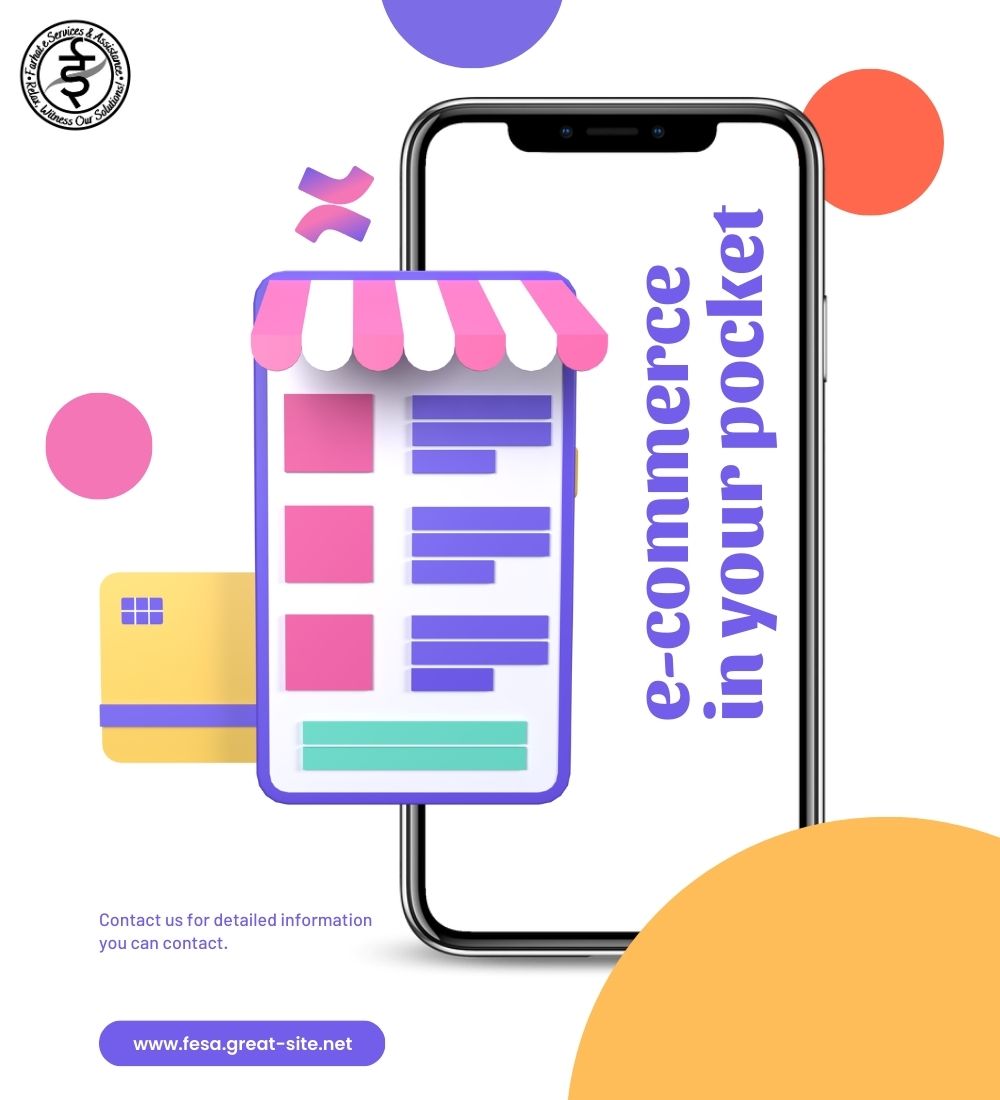 Farhat e Services & Assistance
Relax, Witness Our Solutions!
e-commerce
in your pocket
Contact us for detailed information
you can contact.
www.fesa.great-site.net